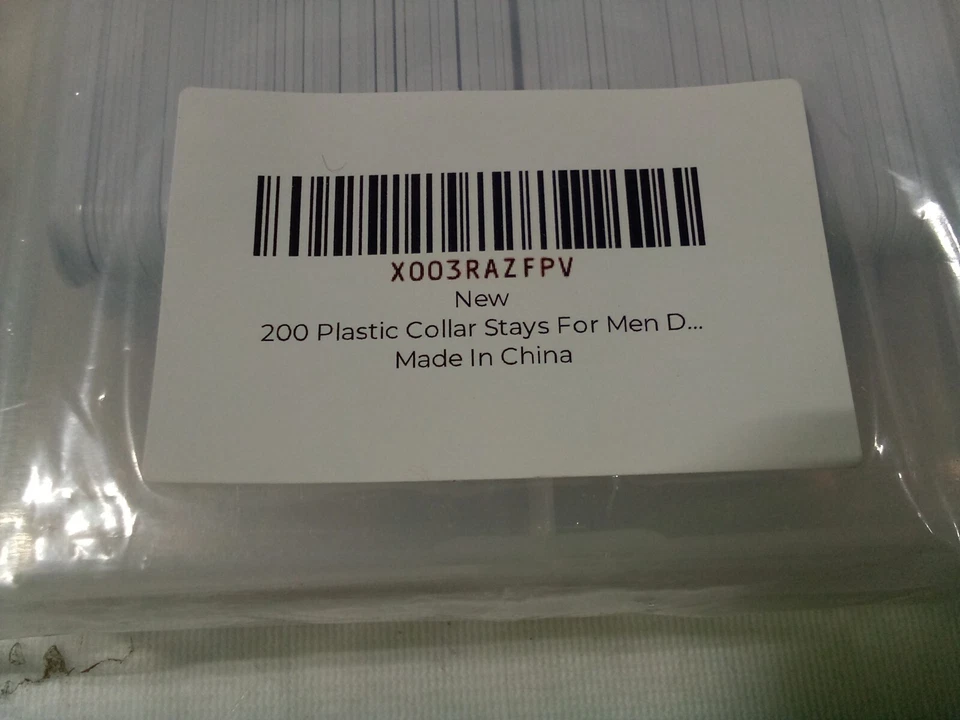 X003RAZFPV
New
200 Plastic Collar Stays For Men D...
Made In China